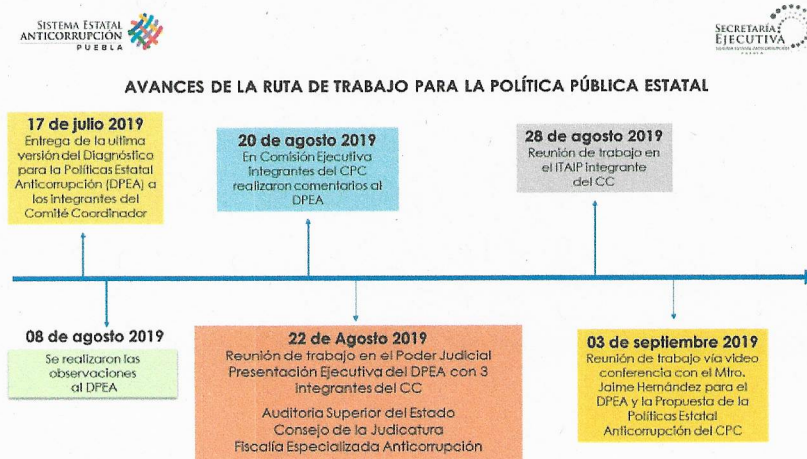 SISTEMA ESTATAL
ANTICORRUPCIÓN
PUEBLA
SECRETARÍA
EJECUTIVA
AVANCES DE LA RUTA DE TRABAJO PARA LA POLÍTICA PÚBLICA ESTATAL
17 de julio 2019
Entrega de la ultima
versión del Diagnóstico
para la Políticas Estatal
Anticorrupción (DPEA) a
los integrantes del
Comité Coordinador
20 de agosto 2019
En Comisión Ejecutiva
integrantes del CPC
realizaron comentarios al
DPEA
28 de agosto 2019
Reunión de trabajo en
el ITAIP integrante
del CC
08 de agosto 2019
Se realizaron las
observaciones
al DPEA
22 de Agosto 2019
Reunión de trabajo en el Poder Judicial
Presentación Ejecutiva del DPEA con 3
integrantes del CC
Auditoria Superior del Estado
Consejo de la Judicatura
Fiscalía Especializada Anticorrupción
03 de septiembre 2019
Reunión de trabajo vía video
conferencia con el Mtro.
Jaime Hernández para el
DPEA y la Propuesta de la
Políticas Estatal
Anticorrupción del CPC